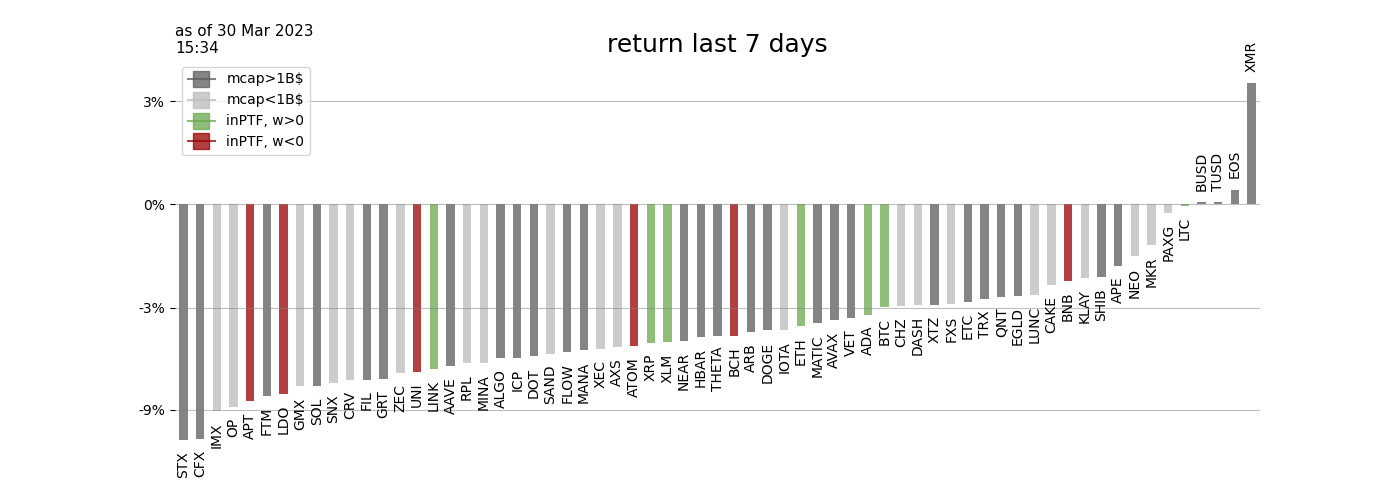 as of 30 Mar 2023
15:34
return last 7 days
mcap>1B$
mcap<1B$
inPTF, w>0
inPTF, w<0
3%
0%
-3%
-9%
STX
CFX
IMX
OP
APT
FTM
LDO
GMX
SOL
SNX
CRV
FIL
GRT
ZEC
UNI
LINK
AAVE
RPL
MINA
ALGO
ICP
DOT
SAND
FLOW
MANA
XEC
AXS
ATOM
XRP
XLM
NEAR
HBAR
THETA
BCH
ARB
DOGE
IOTA
ETH
MATIC
AVAX
VET
ADA
BTC
CHZ
DASH
XTZ
FXS
ETC
TRX
QNT
EGLD
LUNC
CAKE
BNB
KLAY
SHIB
APE
NEO
MKR
PAXG
LTC
BUSD
TUSD
EOS
XMR